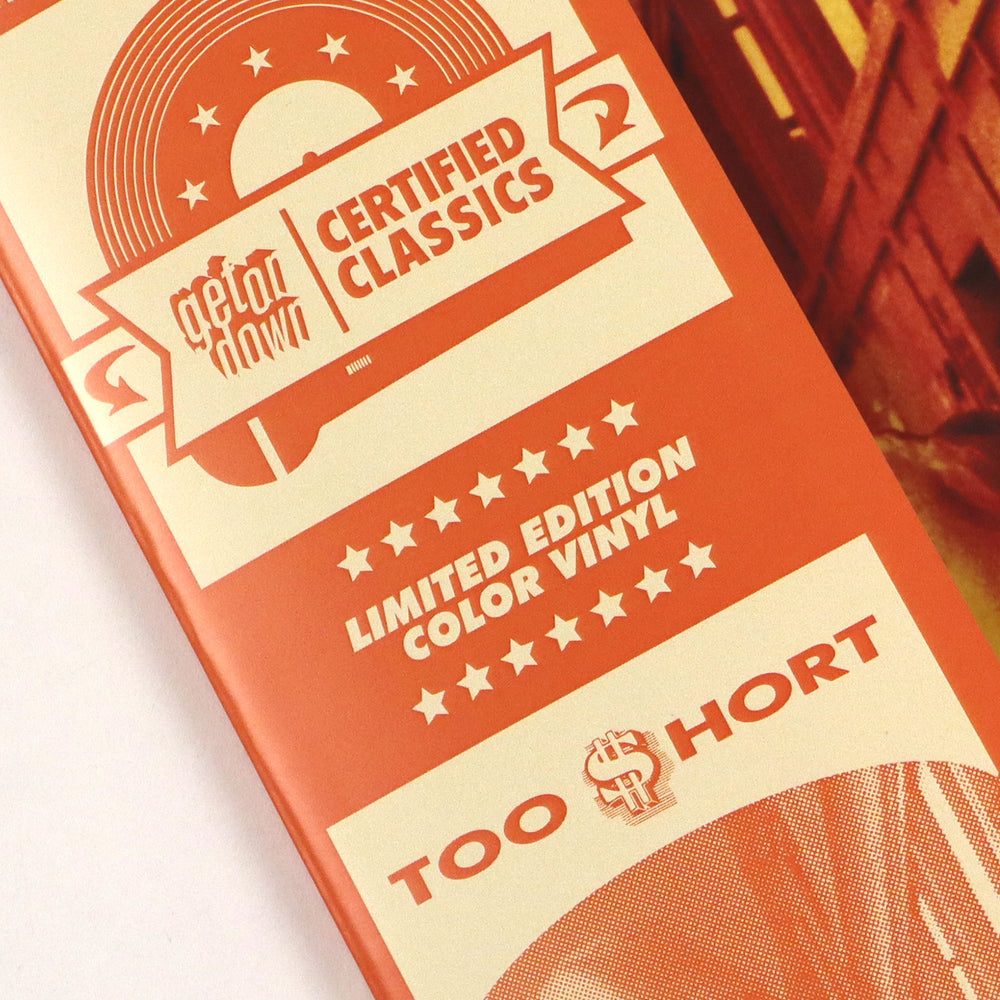 get on
down
CERTIFIED
CLASSICS
LIMITED EDITION
COLOR VINYL
TOO $HORT